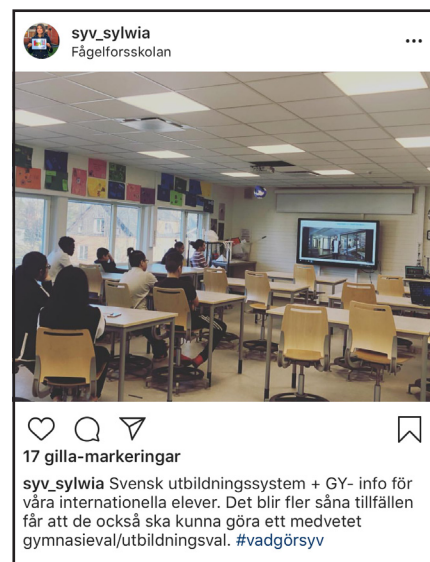 syv_sylwia
Fågelforsskolan
17 gilla-markeringar
syv_sylwia Svensk utbildningssystem + GY- info för
våra internationella elever. Det blir fler såna tillfällen
får att de också ska kunna göra ett medvetet
gymnasieval/utbildningsval. #vadgörsyv